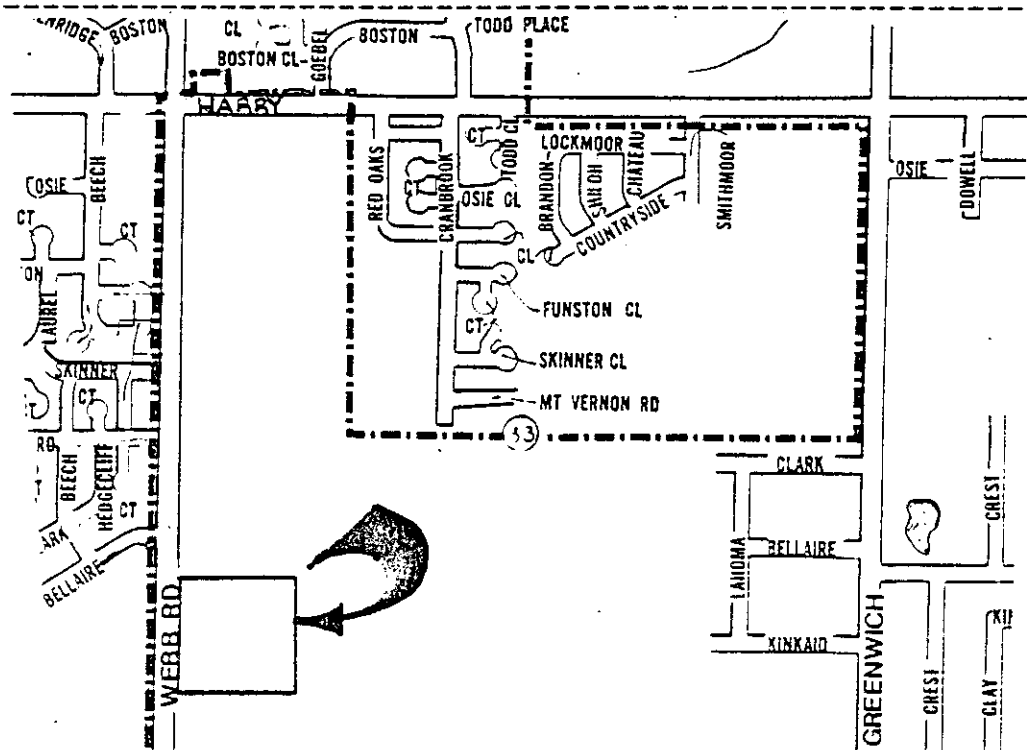 BOSTON
CL
BOSTON CL
GOEBEL
BOSTON
TODD PLACE
HARRY
OSIE
BEECH
CT
CT
LAUREL
SKINNER
CT
RD
BEECH
HEDGECLIFF
CT
BELLAIRE
WEBB RD
RED OAKS
CT
CRANBROOK
CT
TODD CL
OSIE CL
CL
BRANDON
LOCKMOOR
CHATEAU
COUNTRYSIDE
SMITHMOOR
FUNSTON CL
CT
SKINNER CL
MT VERNON RD
33
OSIE
DOWELL
CLARK
LAHOMA
BELLAIRE
KINKAID
GREENWICH
CREST
CREST
CLAY